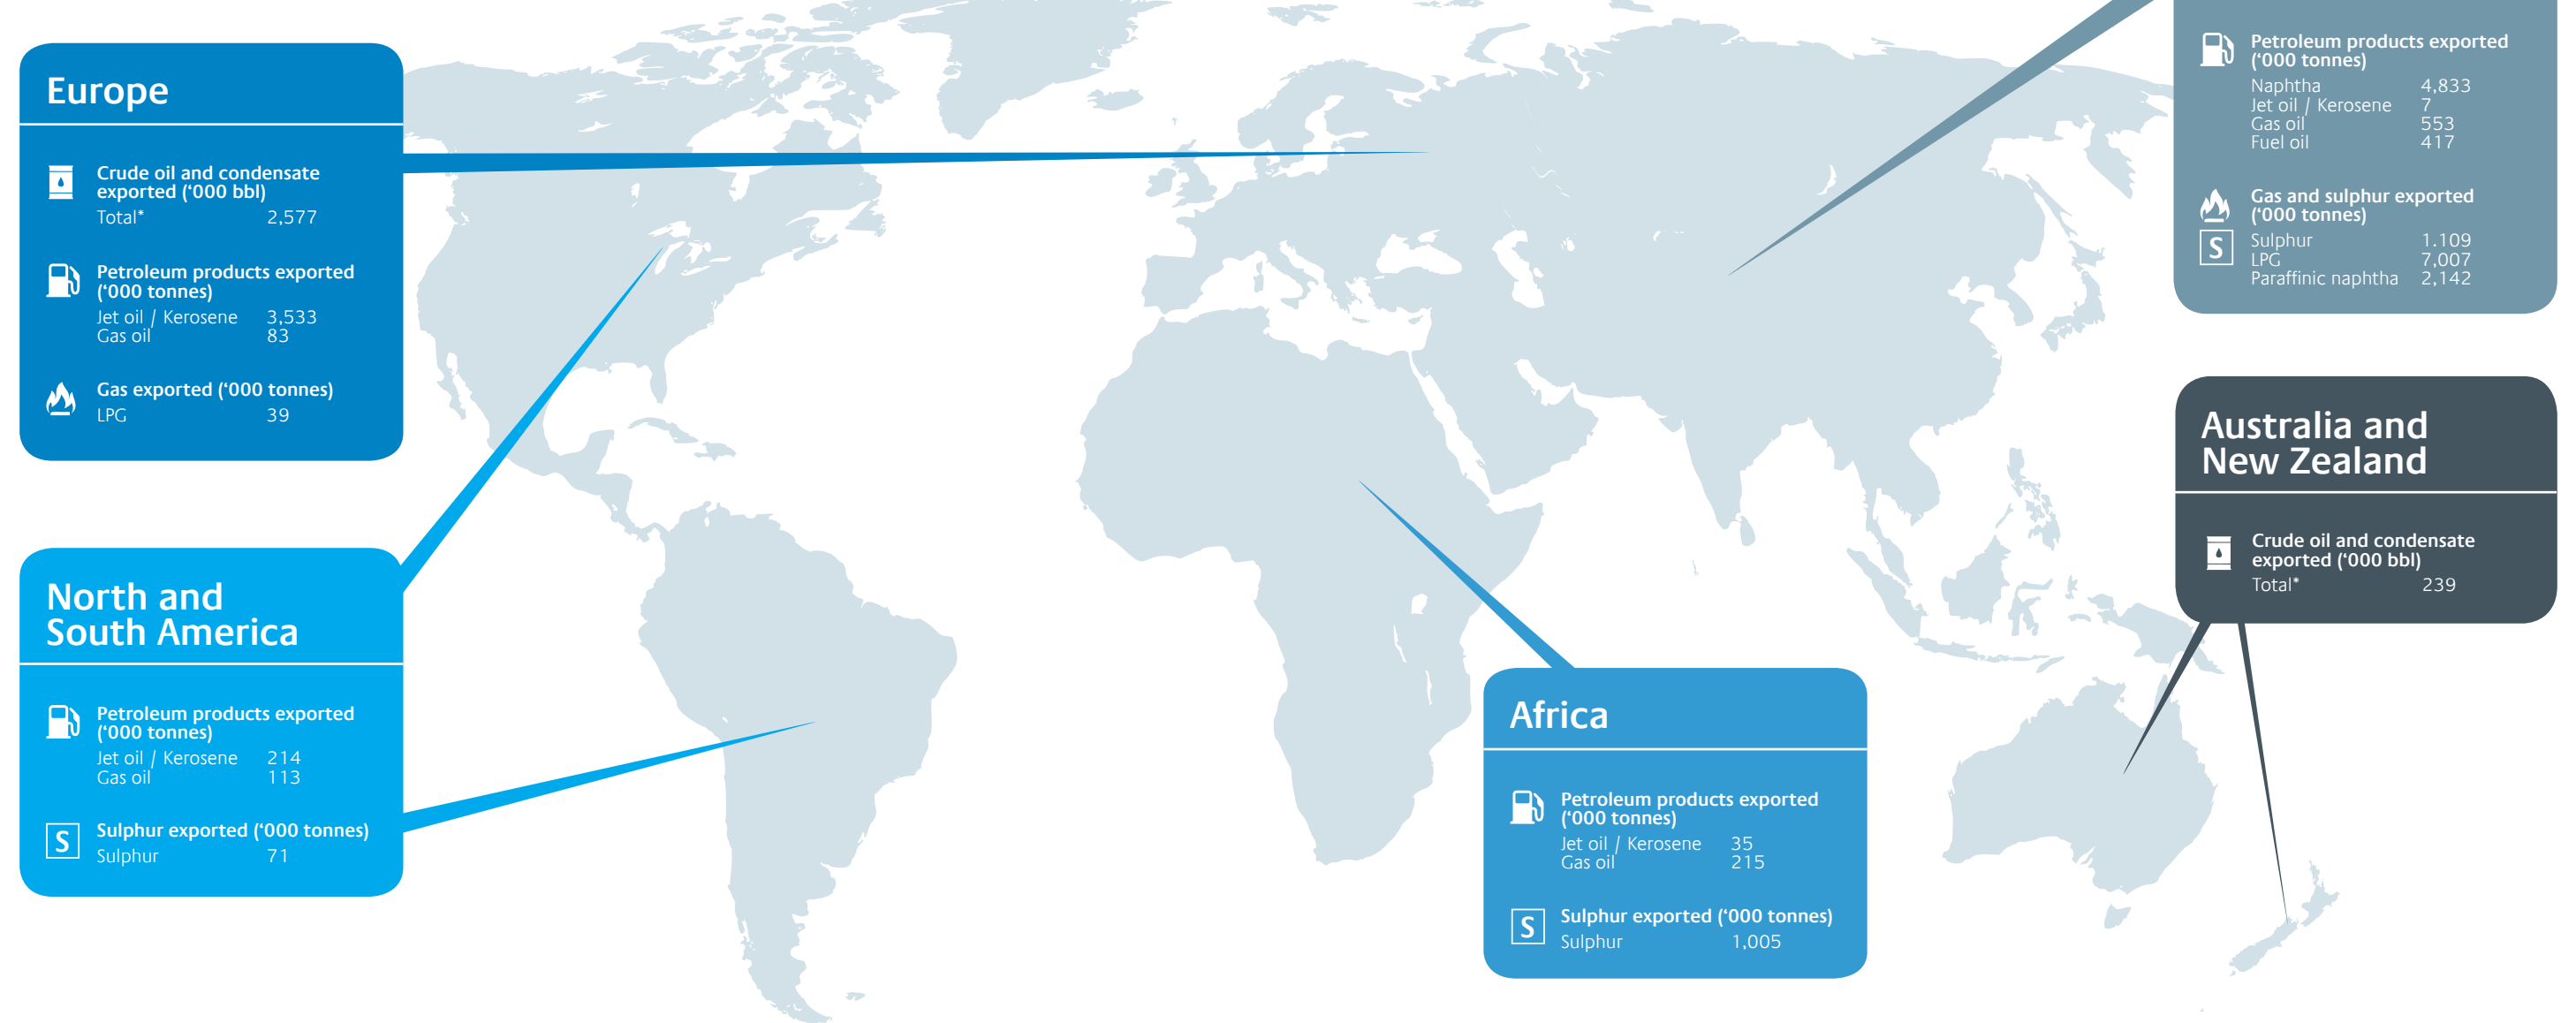 Europe
Crude oil and condensate
exported (‘000 bbl)
Total* 2,577
Petroleum products exported
(‘000 tonnes)
Jet oil / Kerosene 3,533
Gas oil 83
Gas exported (‘000 tonnes)
LPG 39
North and
South America
Petroleum products exported
(‘000 tonnes)
Jet oil / Kerosene 214
Gas oil 113
S Sulphur exported (‘000 tonnes)
Sulphur 71
Africa
Petroleum products exported
(‘000 tonnes)
Jet oil / Kerosene 35
Gas oil 215
S Sulphur exported (‘000 tonnes)
Sulphur 1,005
Petroleum products exported
(‘000 tonnes)
Naphtha 4,833
Jet oil / Kerosene 7
Gas oil 553
Fuel oil 417
Gas and sulphur exported
(‘000 tonnes)
S Sulphur 1.109
LPG 7,007
Paraffinic naphtha 2,142
Australia and
New Zealand
Crude oil and condensate
exported (‘000 bbl)
Total* 239